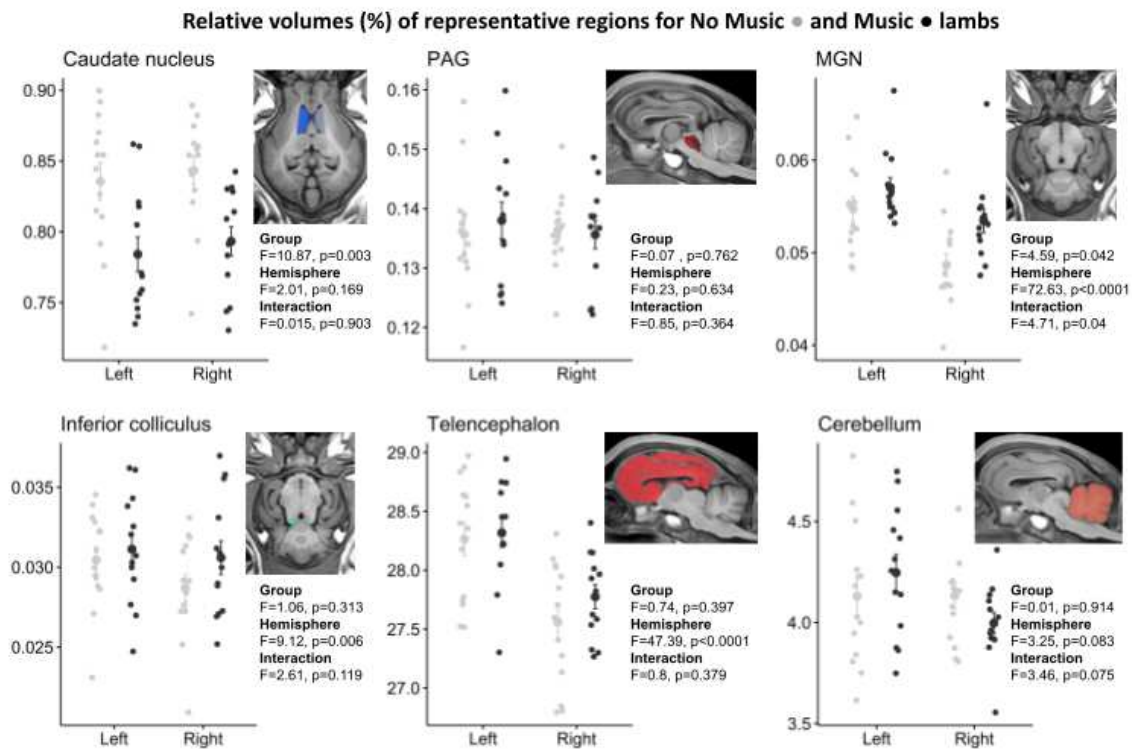 Relative volumes (%) of representative regions for No Music ● and Music ● lambs
Caudate nucleus
0.90
0.85
0.80
0.75
Left
Right
Group
F=10.87, p=0.003
Hemisphere
F=2.01, p=0.169
Interaction
F=0.015, p=0.903
PAG
0.16
0.15
0.14
0.13
0.12
Left
Right
Group
F=0.07 , p=0.762
Hemisphere
F=0.23, p=0.634
Interaction
F=0.85, p=0.364
MGN
0.06
0.05
0.04
Left
Right
Group
F=4.59, p=0.042
Hemisphere
F=72.63, p<0.0001
Interaction
F=4.71, p=0.04
Inferior colliculus
0.035
0.030
0.025
Left
Right
Group
F=1.06, p=0.313
Hemisphere
F=9.12, p=0.006
Interaction
F=2.61, p=0.119
Telencephalon
29.0
28.5
28.0
27.5
27.0
Left
Right
Group
F=0.74, p=0.397
Hemisphere
F=47.39, p<0.0001
Interaction
F=0.8, p=0.379
Cerebellum
4.5
4.0
3.5
Left
Right
Group
F=0.01, p=0.914
Hemisphere
F=3.25, p=0.083
Interaction
F=3.46, p=0.075